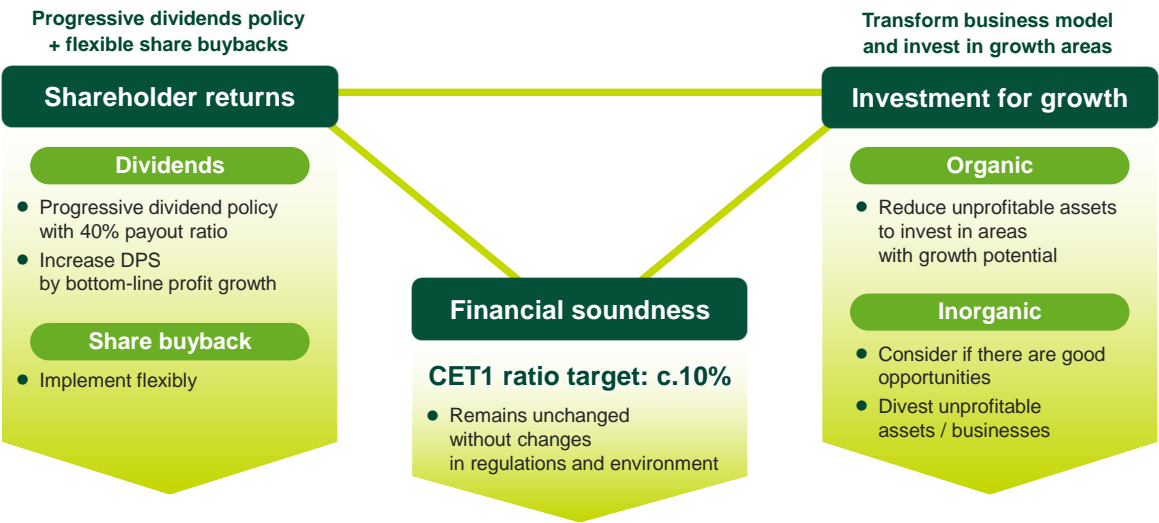 Progressive dividends policy
+ flexible share buybacks
Shareholder returns
Dividends
● Progressive dividend policy
with 40% payout ratio
● Increase DPS
by bottom-line profit growth
Share buyback
● Implement flexibly
Financial soundness
CET1 ratio target: c.10%
● Remains unchanged
without changes
in regulations and environment
Transform business model
and invest in growth areas
Investment for growth
Organic
● Reduce unprofitable assets
to invest in areas
with growth potential
Inorganic
● Consider if there are good
opportunities
● Divest unprofitable
assets / businesses